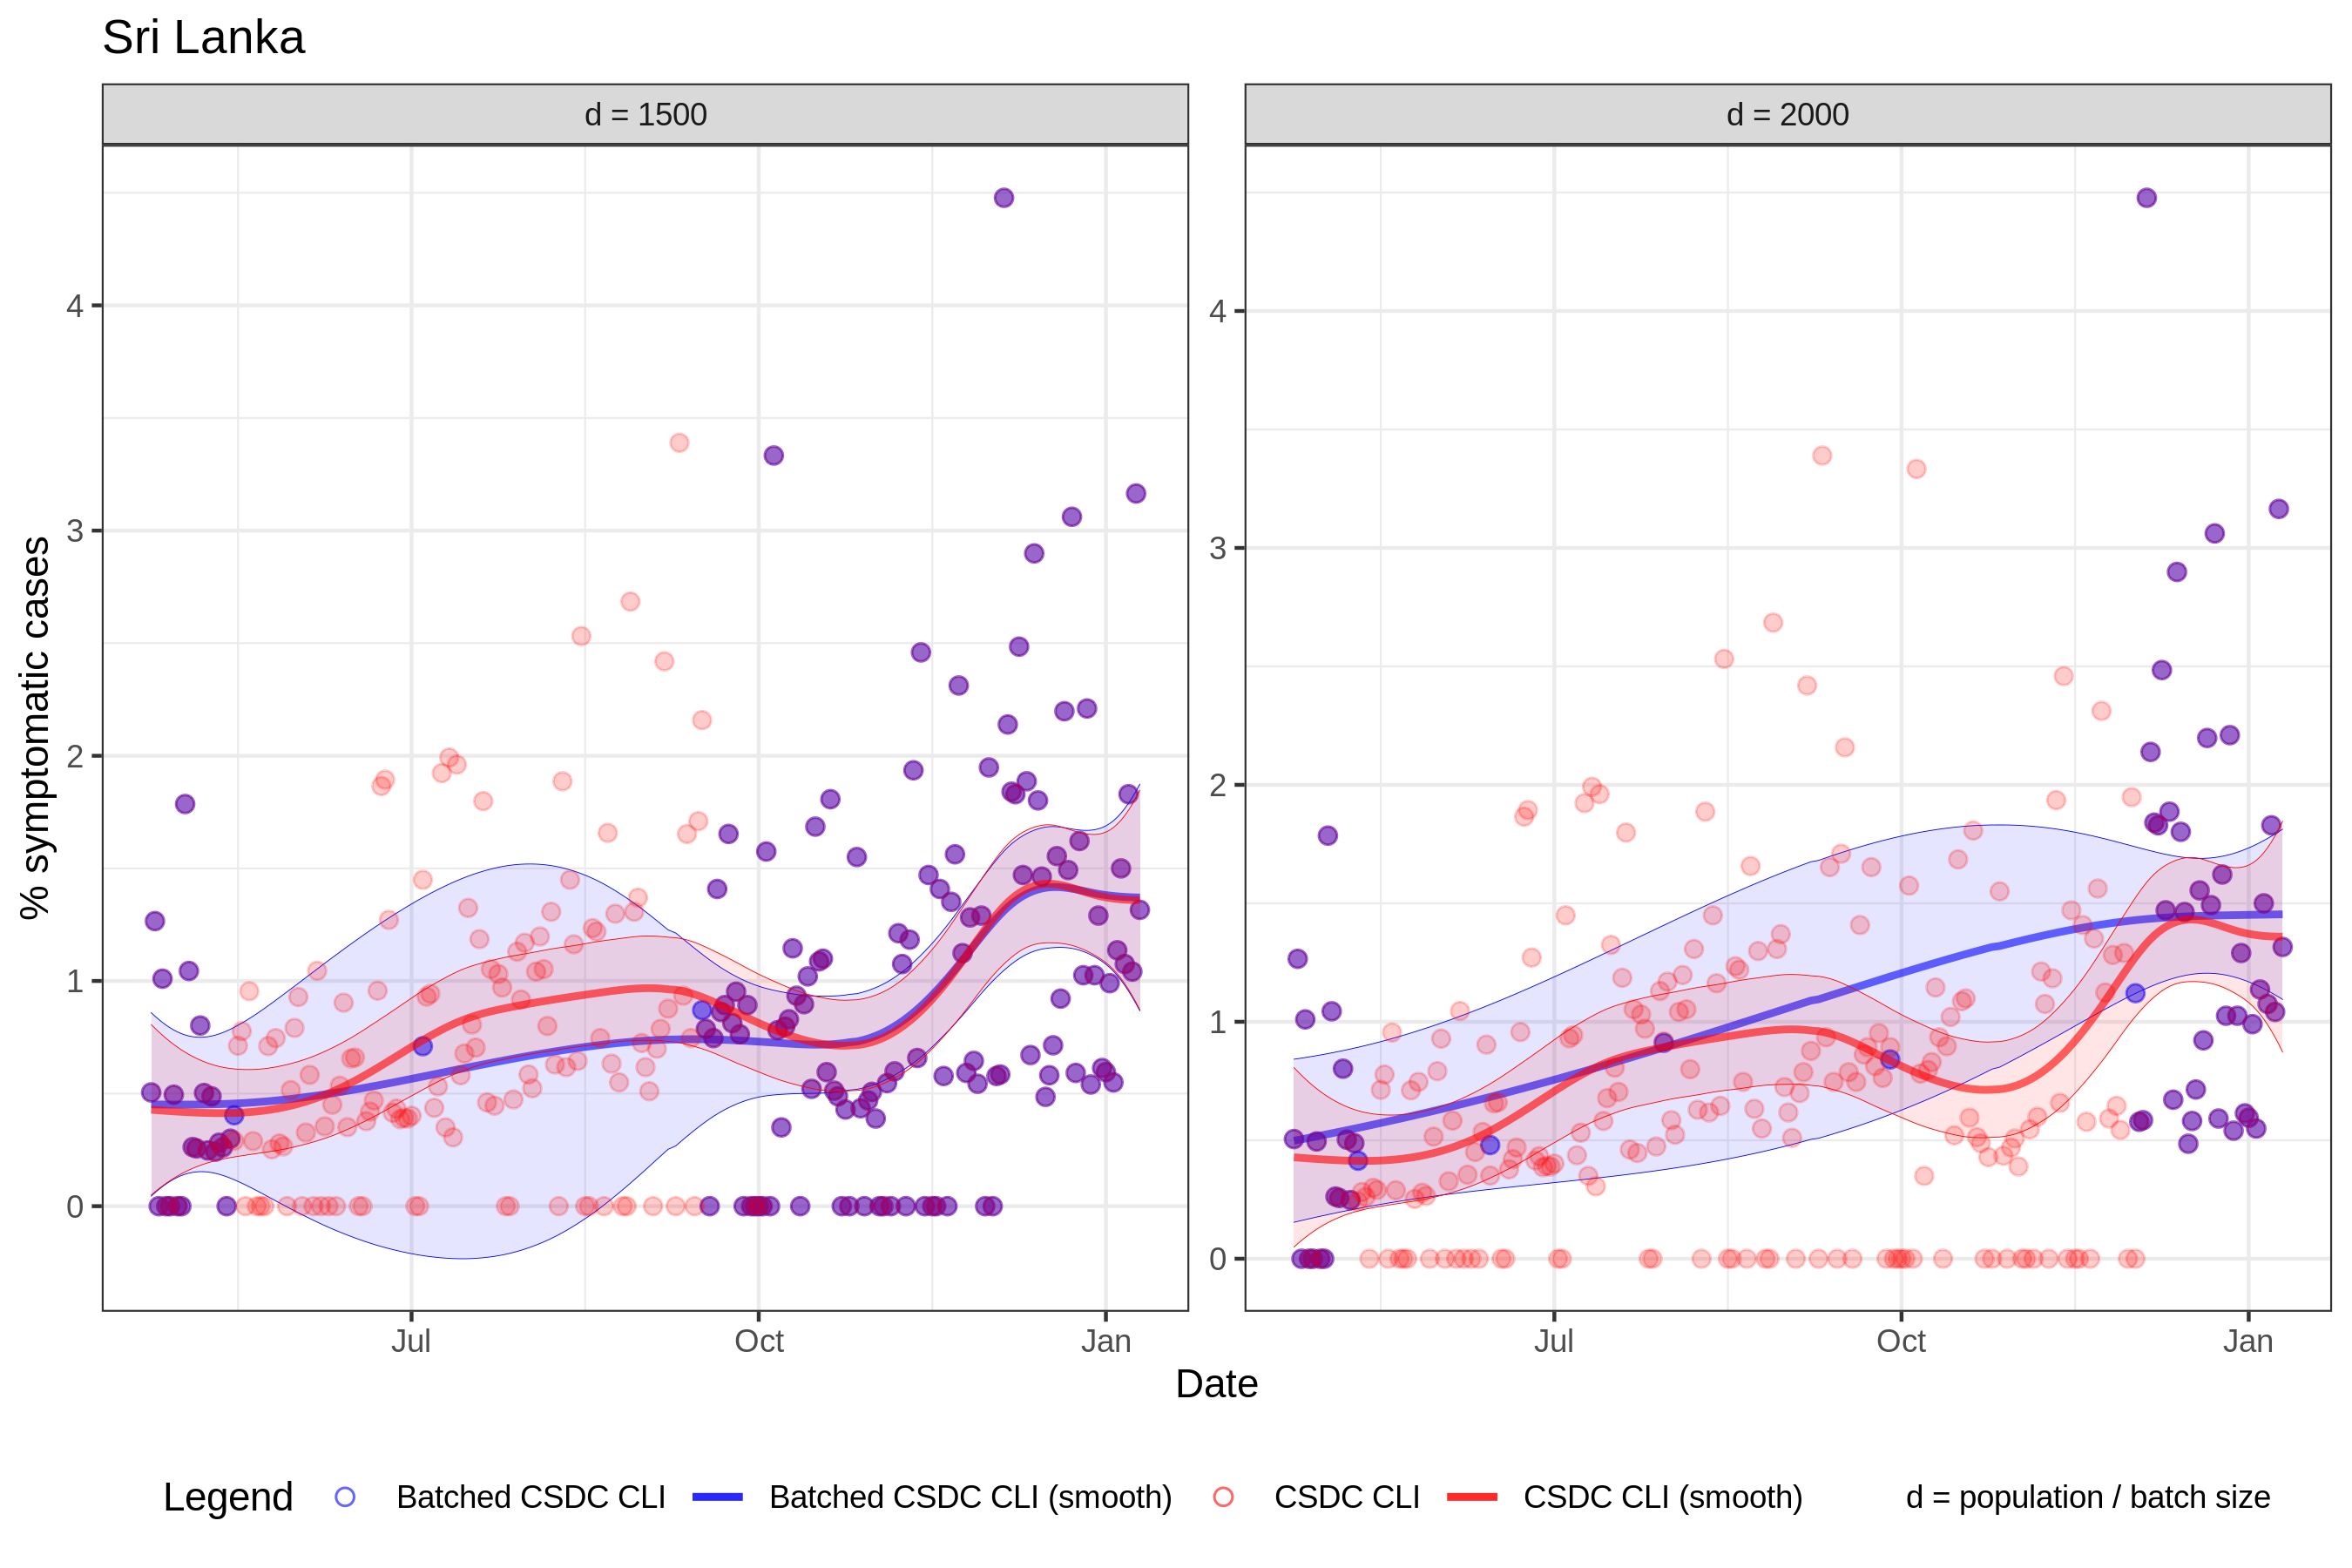 Sri Lanka
d = 1500
d = 2000
% symptomatic cases
4
3
2
1
0
4
3
2
1
0
Jul
Oct
Jan
Jul
Oct
Jan
Date
Legend
Batched CSDC CLI
Batched CSDC CLI (smooth)
CSDC CLI
CSDC CLI (smooth)
d = population / batch size